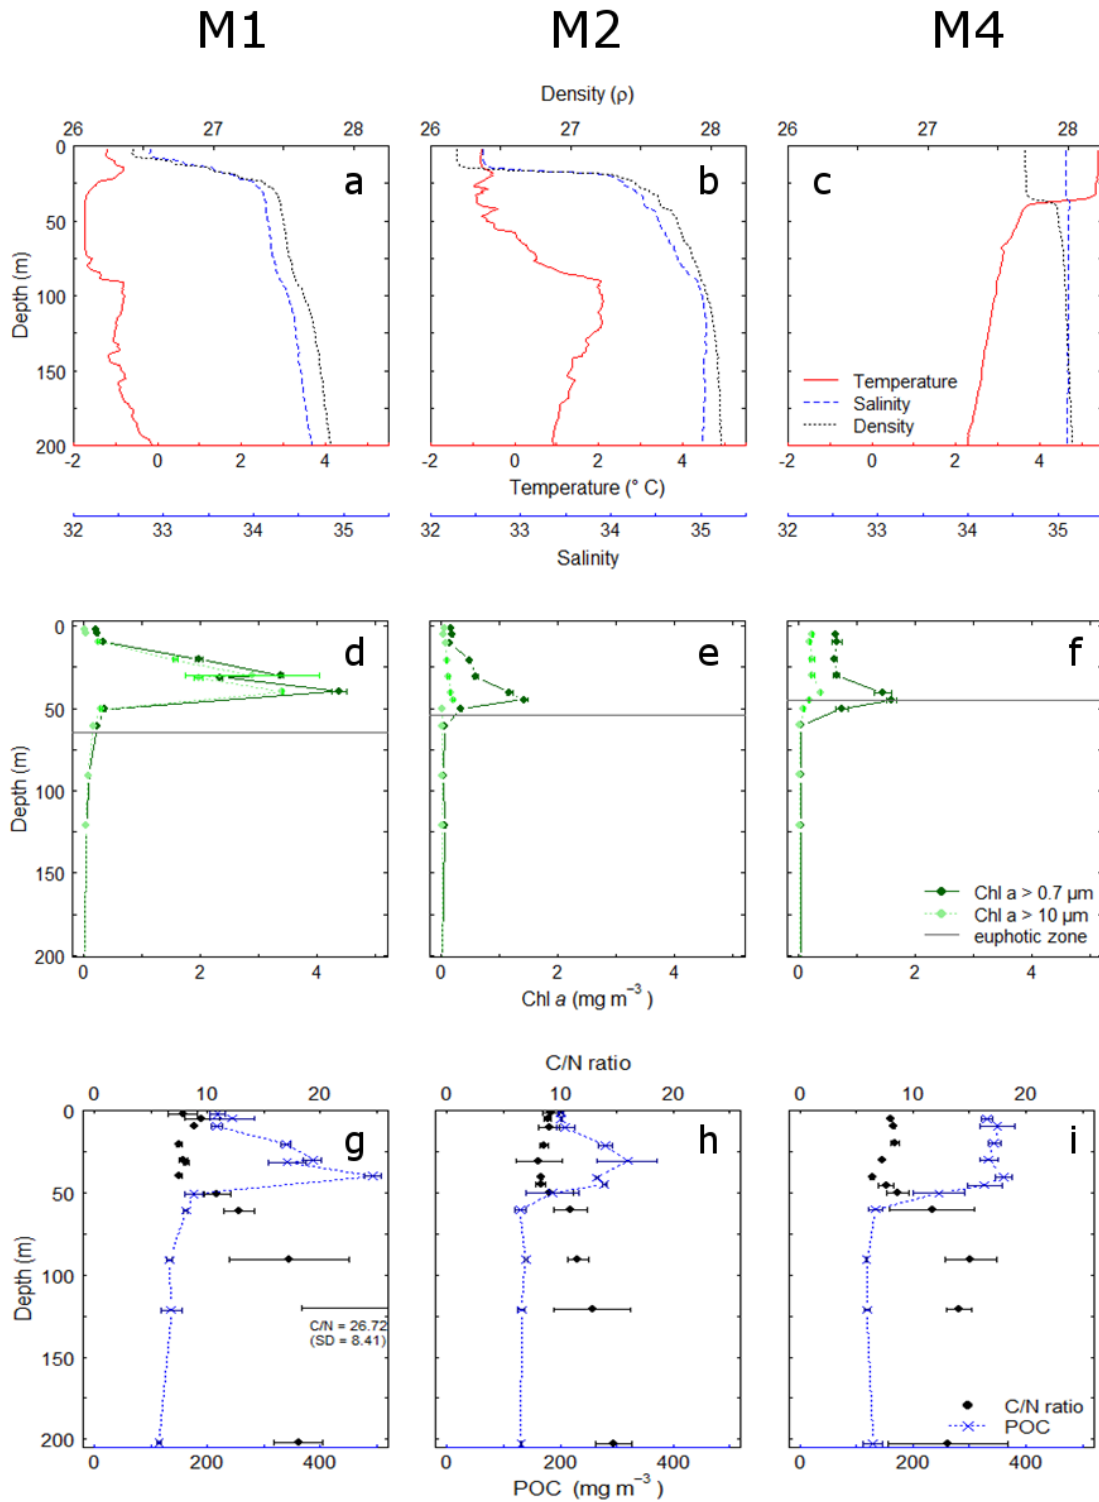 M1 M2 M4
Density (ρ)
26 27 28 26 27 28 26 27 28
a b c
0
50
100
150
200
Depth (m)
Temperature
Salinity
Density
-2 0 2 4 -2 0 2 4 -2 0 2 4
Temperature (° C)
32 33 34 35 32 33 34 35 32 33 34 35
Salinity
d e f
0
50
100
150
200
Depth (m)
Chl a > 0.7 µm
Chl a > 10 µm
euphotic zone
0 2 4 0 2 4 0 2 4
Chl a (mg m⁻³)
C/N ratio
0 10 20 0 10 20 0 10 20
g h i
0
50
100
150
200
Depth (m)
C/N = 26.72
(SD = 8.41)
C/N ratio
POC
0 200 400 0 200 400 0 200 400
POC (mg m⁻³)